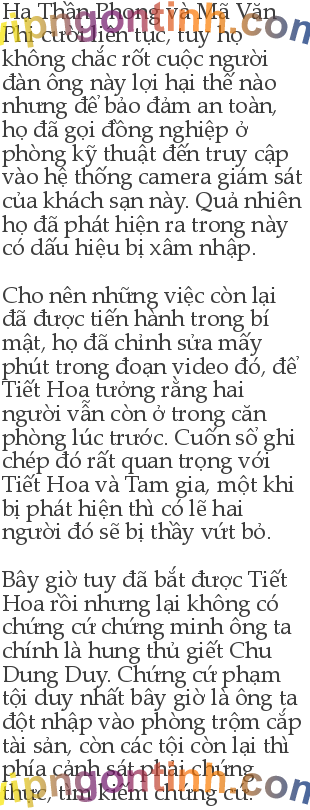 Hạ Thần Phong và Mã Văn
Phi cười liên tục, tuy họ
không chắc rốt cuộc người
đàn ông này lợi hại thế nào
nhưng để bảo đảm an toàn,
họ đã gọi đồng nghiệp ở
phòng kỹ thuật đến truy cập
vào hệ thống camera giám sát
của khách sạn này. Quả nhiên
họ đã phát hiện ra trong này
có dấu hiệu bị xâm nhập.
Cho nên những việc còn lại
đã được tiến hành trong bí
mật, họ đã chỉnh sửa mấy
phút trong đoạn video đó, để
Tiết Hoa tưởng rằng hai
người vẫn còn ở trong căn
phòng lúc trước. Cuốn sổ ghi
chép đó rất quan trọng với
Tiết Hoa và Tam gia, một khi
bị phát hiện thì có lẽ hai
người đó sẽ bị thầy vứt bỏ.
Bây giờ tuy đã bắt được Tiết
Hoa rồi nhưng lại không có
chứng cứ chứng minh ông ta
chính là hung thủ giết Chu
Dung Duy. Chứng cứ phạm
tội duy nhất bây giờ là ông ta
đột nhập vào phòng trộm cắp
tài sản, còn các tội còn lại thì
phía cảnh sát phải chứng
thực, tìm kiếm chứng cứ.
vipngontinh.com
vipngontinh.com